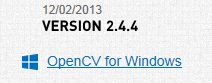 12/02/2013
VERSION 2.4.4
OpenCV for Windows